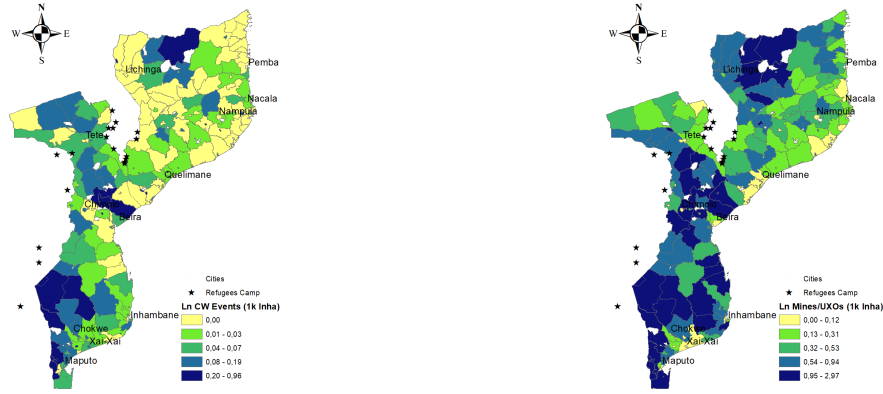 N
W E
S
Lichinga
Pemba
Nacala
Nampula
Tete
Quelimane
Chimoio
Beira
Inhambane
Chokwe
Xai-Xai
Maputo
Cities
Refugees Camp
Ln CW Events (1k Inha)
0,00
0,01 - 0,03
0,04 - 0,07
0,08 - 0,19
0,20 - 0,96
N
W E
S
Lichinga
Pemba
Nacala
Nampula
Tete
Quelimane
Chimoio
Beira
Inhambane
Chokwe
Xai-Xai
Maputo
Cities
Refugees Camp
Ln Mines/UXOs (1k Inha)
0,00 - 0,12
0,13 - 0,31
0,32 - 0,53
0,54 - 0,94
0,95 - 2,97